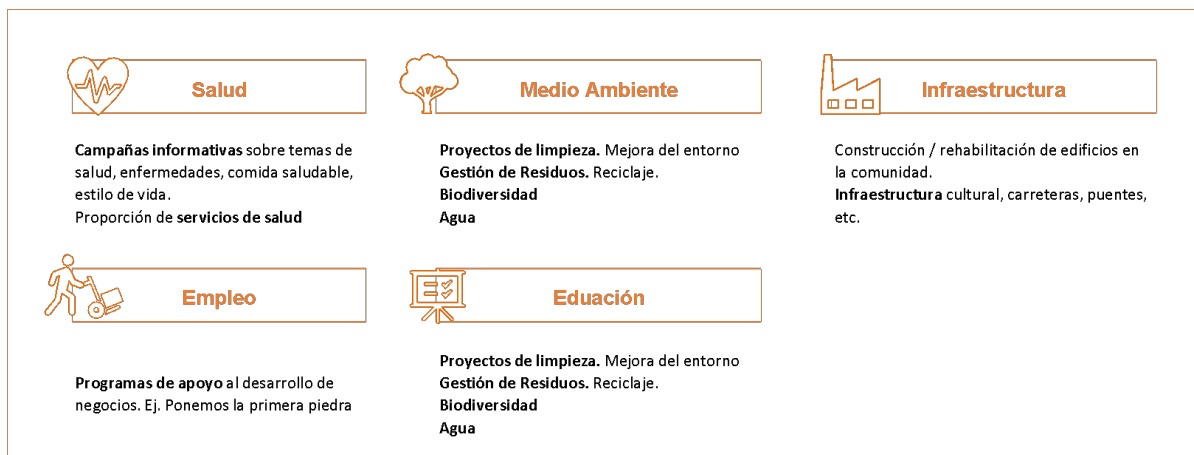 Salud
Campañas informativas sobre temas de
salud, enfermedades, comida saludable,
estilo de vida.
Proporción de servicios de salud
Medio Ambiente
Proyectos de limpieza. Mejora del entorno
Gestión de Residuos. Reciclaje.
Biodiversidad
Agua
Infraestructura
Construcción / rehabilitación de edificios en
la comunidad.
Infraestructura cultural, carreteras, puentes,
etc.
Empleo
Programas de apoyo al desarrollo de
negocios. Ej. Ponemos la primera piedra
Eduación
Proyectos de limpieza. Mejora del entorno
Gestión de Residuos. Reciclaje.
Biodiversidad
Agua